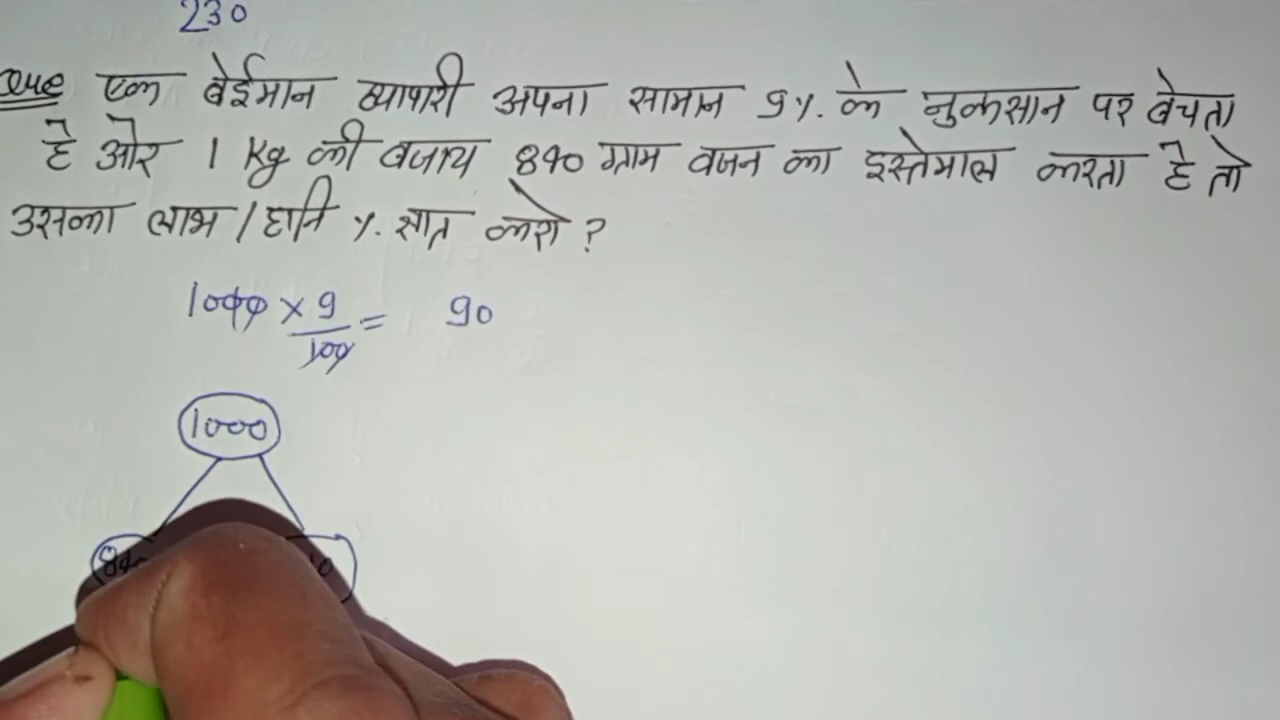 230
Que एक बेईमान व्यापारी अपना सामान 9%. के नुकसान पर बेचता
है और 1 Kg की बजाय 840 ग्राम वजन का इस्तेमाल करता है तो
उसका लाभ / हानि %. ज्ञात करो ?
1000 × 9 = 90
100
1000